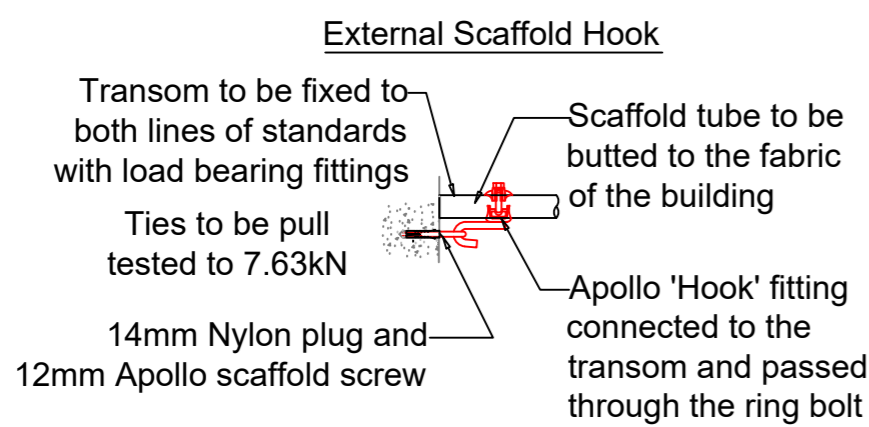 External Scaffold Hook
Transom to be fixed to
both lines of standards
with load bearing fittings
Scaffold tube to be
butted to the fabric
of the building
Ties to be pull
tested to 7.63kN
Apollo 'Hook' fitting
connected to the
transom and passed
through the ring bolt
14mm Nylon plug and
12mm Apollo scaffold screw